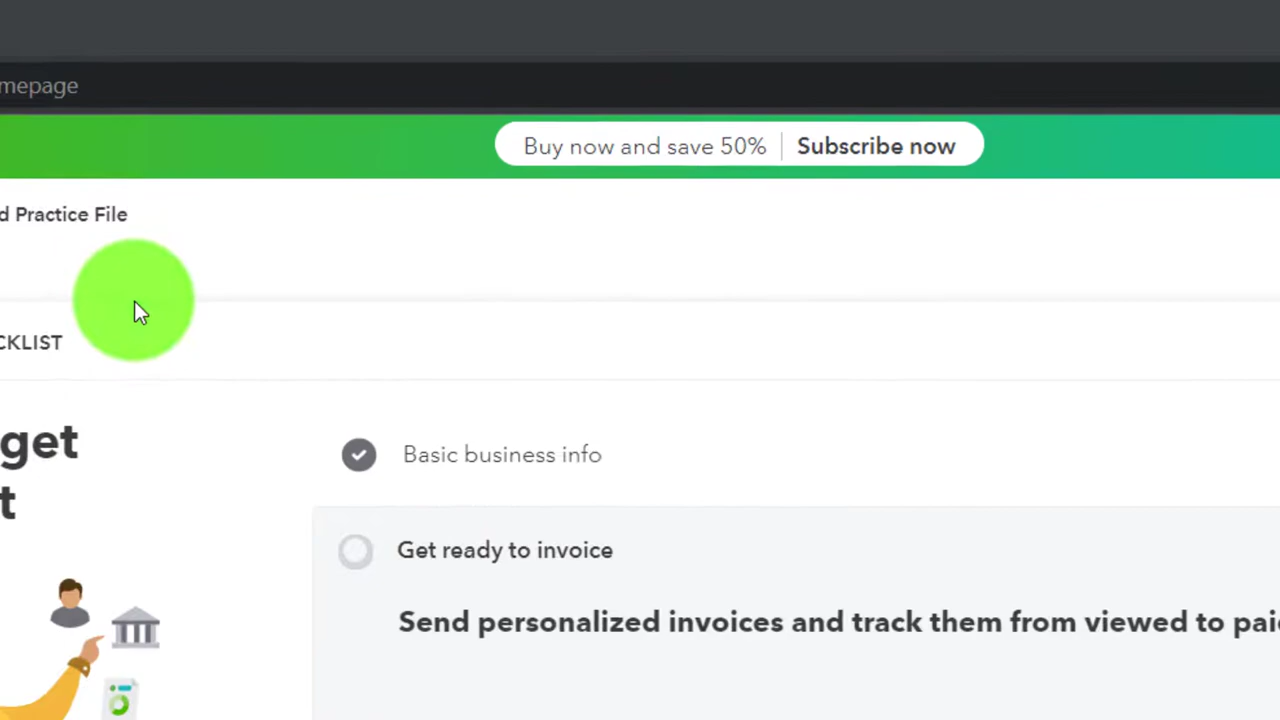 mepage
Buy now and save 50% Subscribe now
d Practice File
CKLIST
get
t
Basic business info
Get ready to invoice
Send personalized invoices and track them from viewed to pai